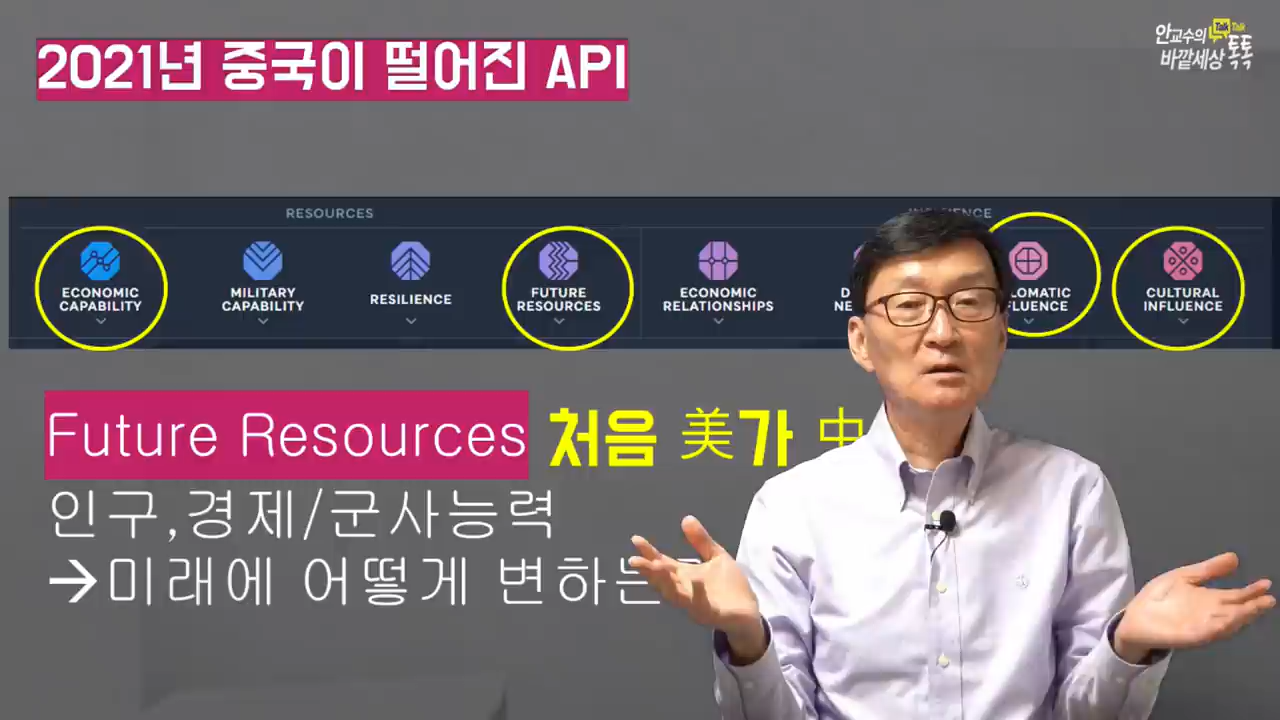 2021년 중국이 떨어진 API
안교수의 Talk Talk
바깥세상 톡톡
RESOURCES
ECONOMIC
CAPABILITY
MILITARY
CAPABILITY
RESILIENCE
FUTURE
RESOURCES
ECONOMIC
RELATIONSHIPS
CULTURAL
INFLUENCE
Future Resources 처음 美가 中
인구,경제/군사능력
→미래에 어떻게 변하는